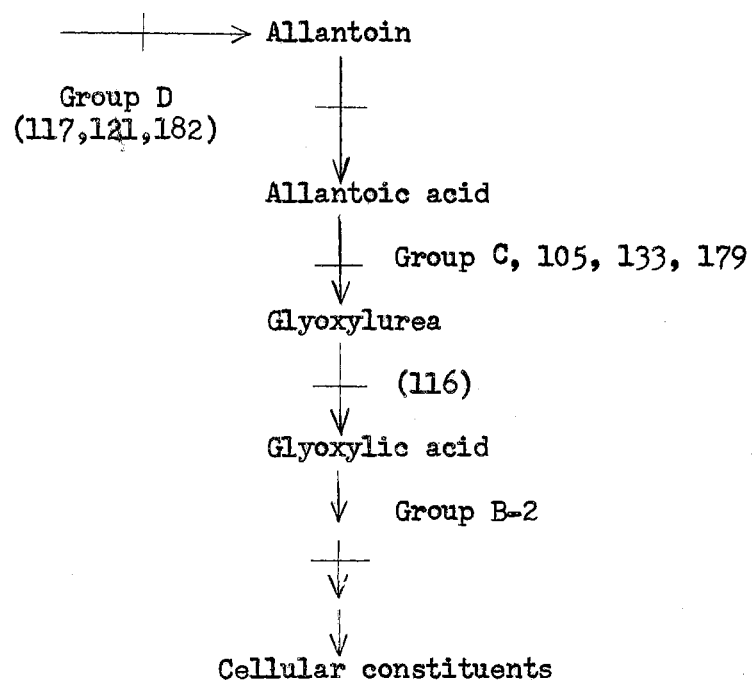 Allantoin
Group D
(117,121,182)
Allantoic acid
Group C, 105, 133, 179
Glyoxylurea
(116)
Glyoxylic acid
Group B-2
Cellular constituents